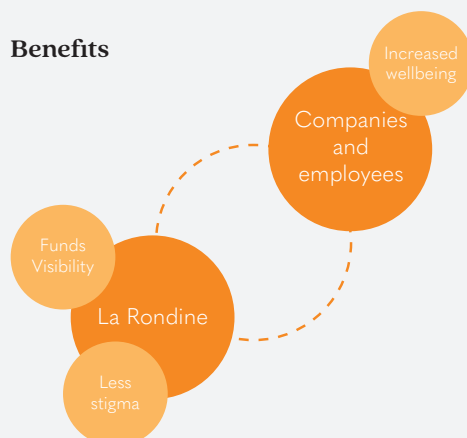 Benefits
Increased
wellbeing
Companies
and
employees
Funds
Visibility
La Rondine
Less
stigma